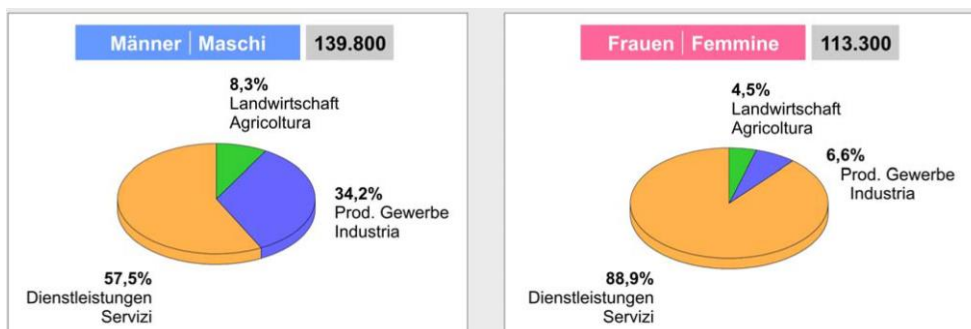 Männer | Maschi 139.800
8,3%
Landwirtschaft
Agricoltura
34,2%
Prod. Gewerbe
Industria
57,5%
Dienstleistungen
Servizi
Frauen | Femmine 113.300
4,5%
Landwirtschaft
Agricoltura
6,6%
Prod. Gewerbe
Industria
88,9%
Dienstleistungen
Servizi